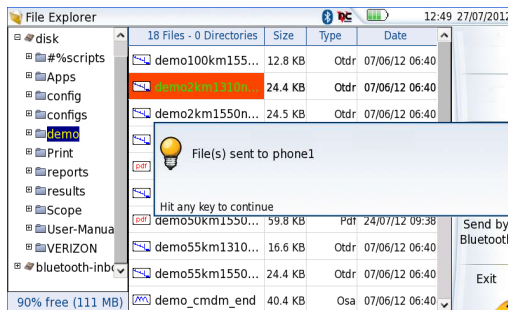 File Explorer
12:49 27/07/2012
disk
#%scripts
Apps
config
configs
demo
Print
reports
results
Scope
User-Manua
VERIZON
bluetooth-inbo
90% free (111 MB)
18 Files - 0 Directories Size Type Date
demo100km155... 12.8 KB Otdr 07/06/12 06:40
demo2km1310n... 24.4 KB Otdr 07/06/12 06:40
demo2km1550n... 24.5 KB Otdr 07/06/12 06:40
pdf
File(s) sent to phone1
Hit any key to continue
pdf demo50km1550... 59.8 KB Pdf 24/07/12 09:38
demo55km1310... 16.6 KB Otdr 07/06/12 06:40
demo55km1550... 24.4 KB Otdr 07/06/12 06:40
demo_cmdm_end 40.4 KB Osa 07/06/12 06:40
Send by
Bluetooth
Exit